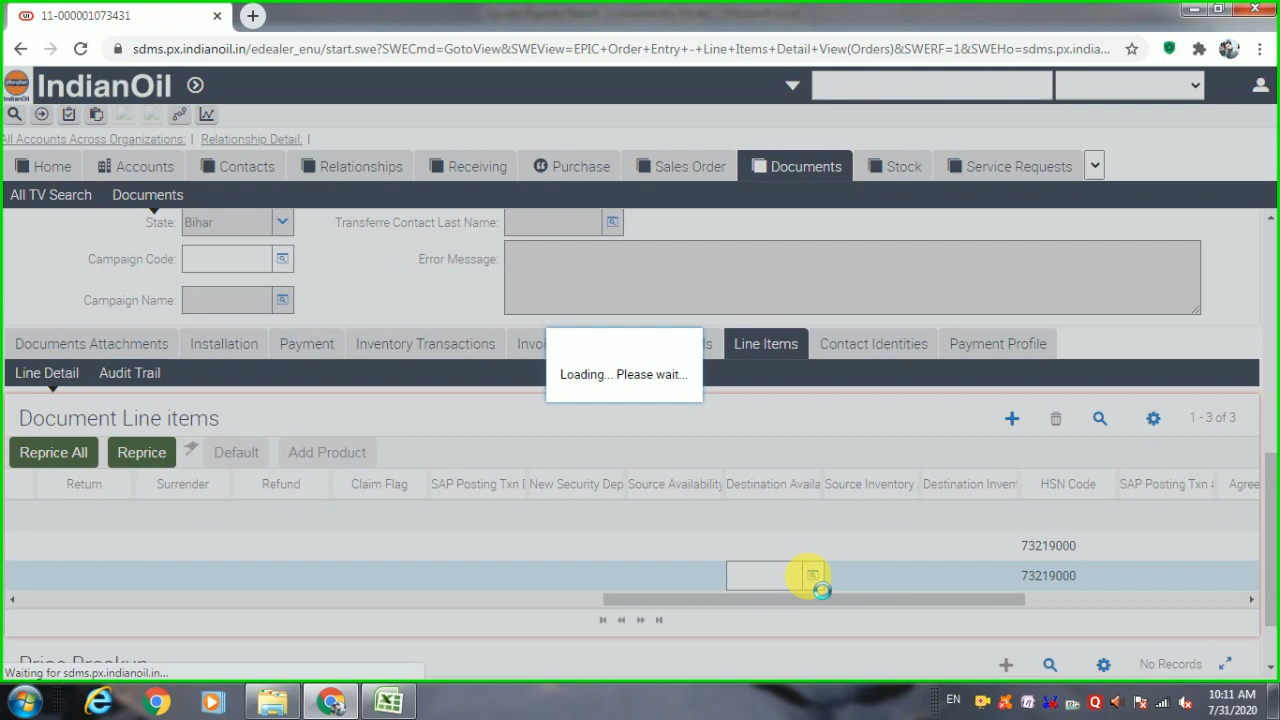 11-000001073431
sdms.px.indianoil.in/edealer_enu/start.swe?SWECmd=GotoView&SWEView=EPIC+Order+Entry+-+Line+Items+Detail+View(Orders)&SWERF=1&SWEHo=sdms.px.india...
IndianOil
All Accounts Across Organizations: | Relationship Detail: |
Home Accounts Contacts Relationships Receiving Purchase Sales Order Documents Stock Service Requests
All TV Search Documents
State: Bihar Transferre Contact Last Name:
Campaign Code: Error Message:
Campaign Name:
Documents Attachments Installation Payment Inventory Transactions Invo ls Line Items Contact Identities Payment Profile
Loading... Please wait...
Line Detail Audit Trail
Document Line items 1 - 3 of 3
Reprice All Reprice Default Add Product
Return Surrender Refund Claim Flag SAP Posting Txn New Security Dep Source Availability Destination Availa Source Inventory Destination Invent HSN Code SAP Posting Txn Agree
73219000
73219000
Price Breakup No Records
Waiting for sdms.px.indianoil.in...
EN 10:11 AM
7/31/2020